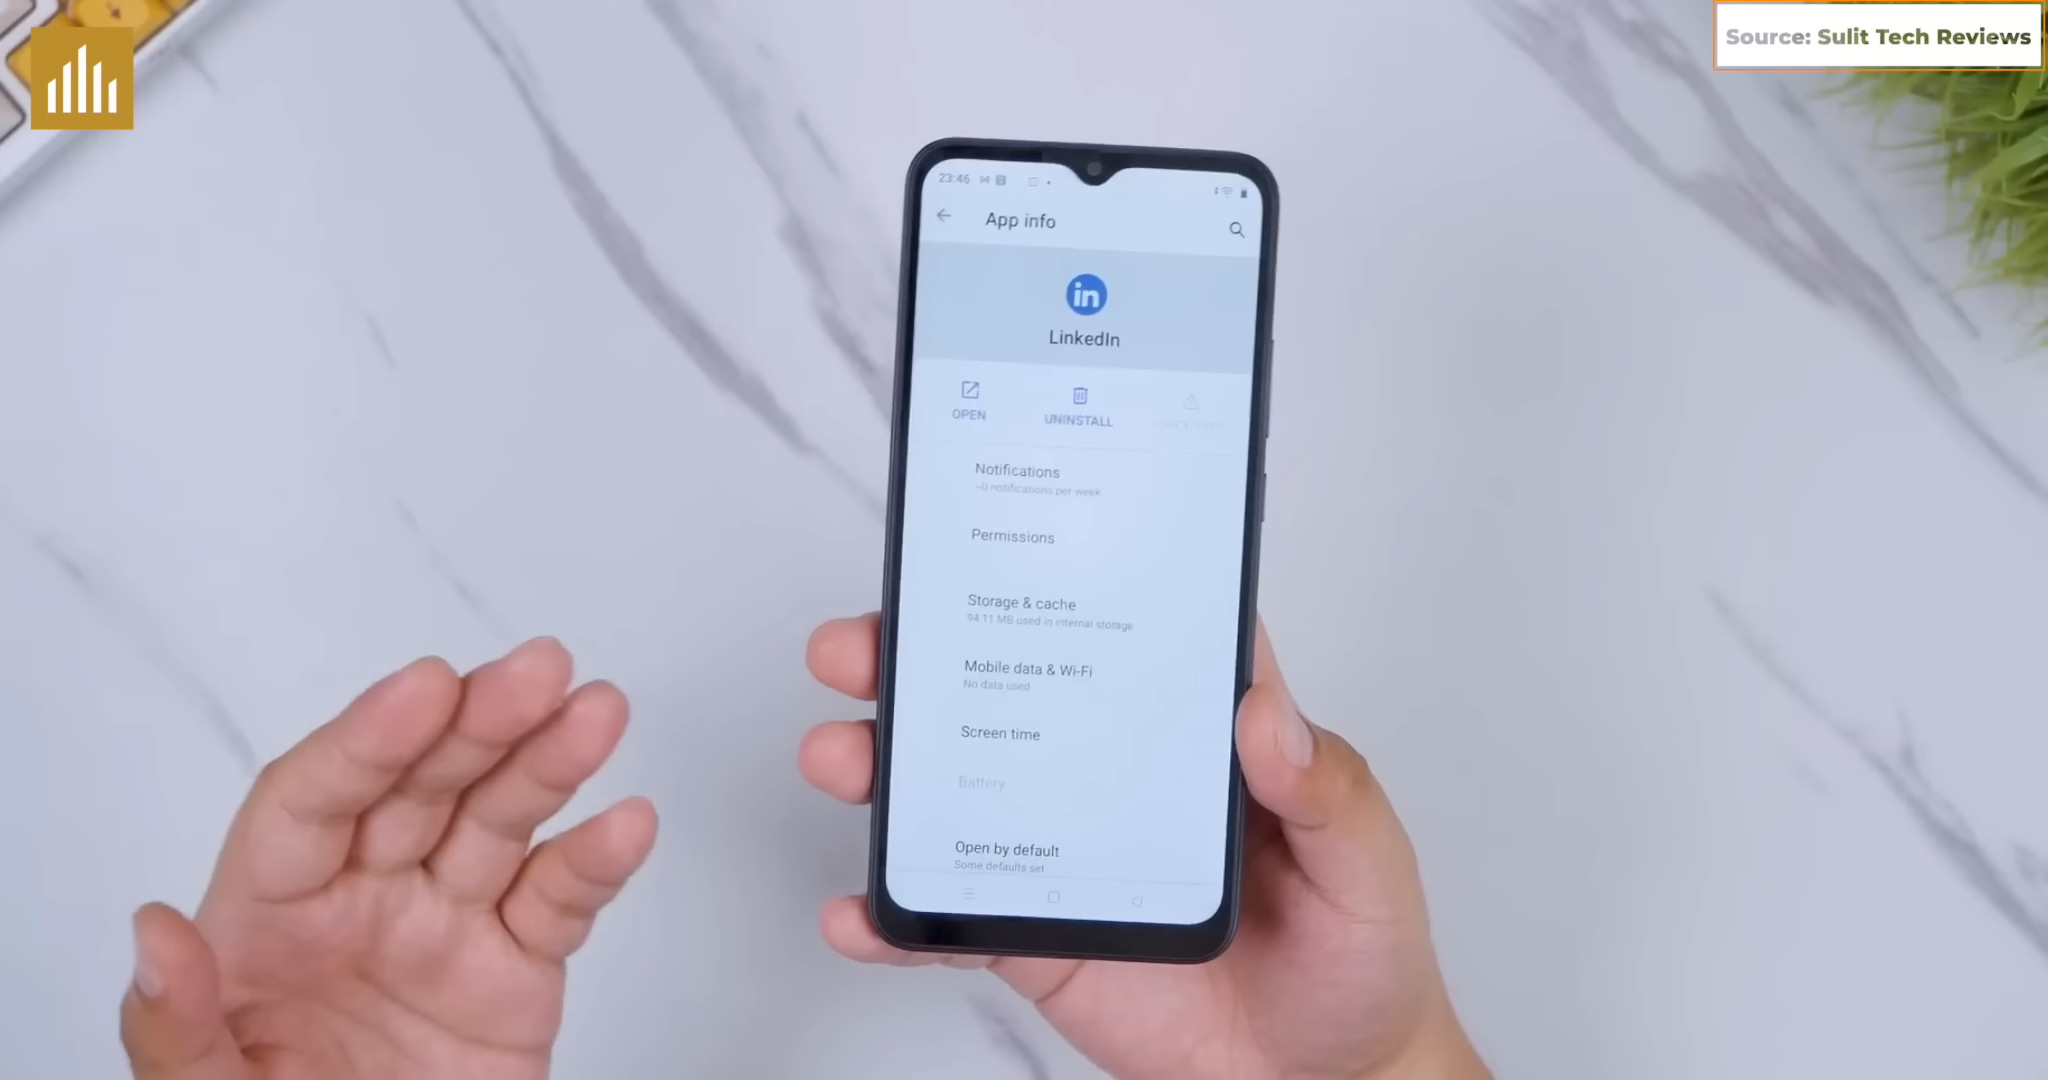 Source: Sulit Tech Reviews
23:46
App info
in
LinkedIn
OPEN
UNINSTALL
Notifications
~0 notifications per week
Permissions
Storage & cache
94.11 MB used in internal storage
Mobile data & Wi-Fi
No data used
Screen time
Battery
Open by default
Some defaults set